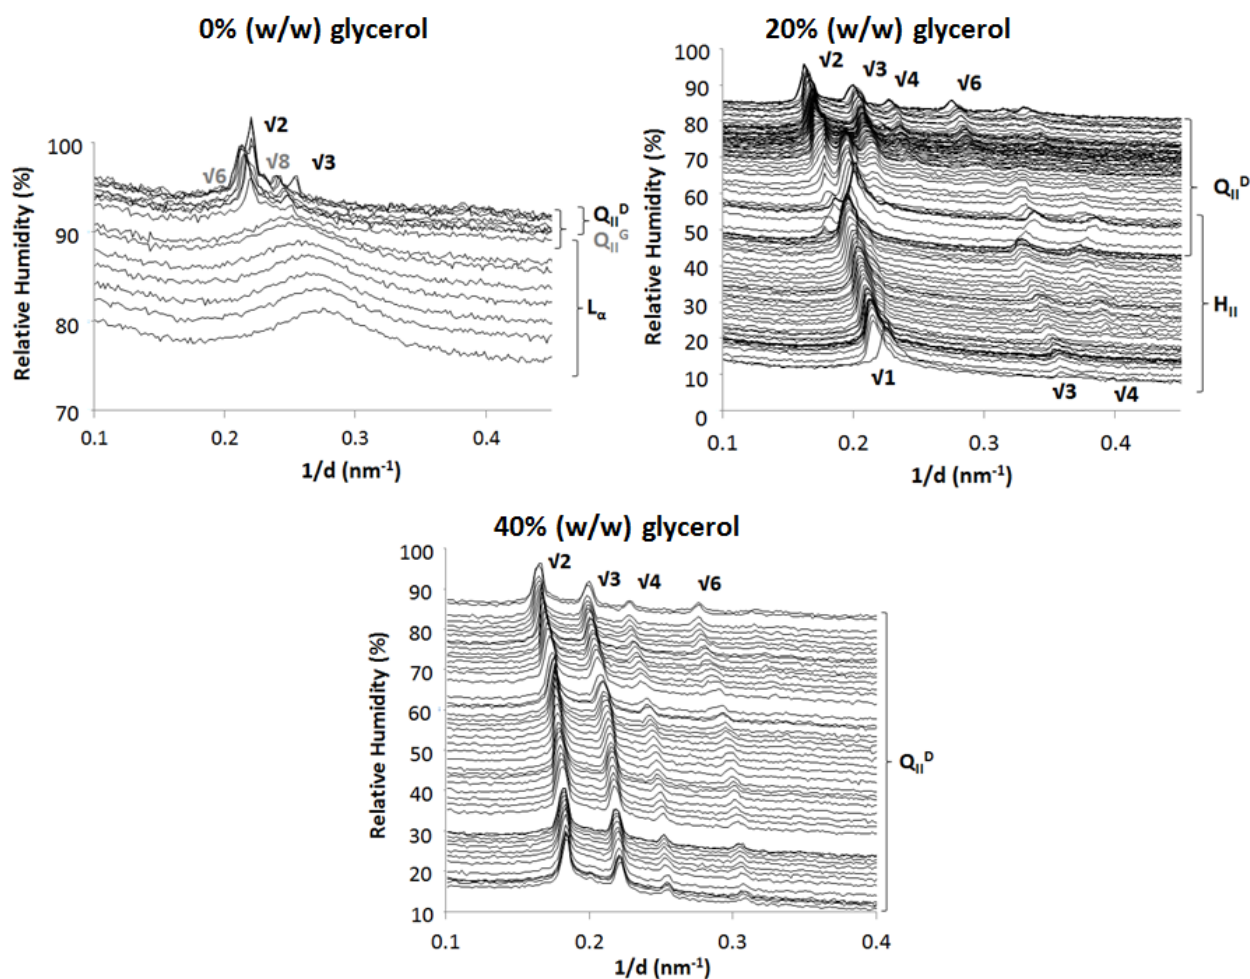 0% (w/w) glycerol
Relative Humidity (%)
100
90
80
70
√6
√2
√8
√3
Q_II^D
Q_II^G
L_α
0.1 0.2 0.3 0.4
1/d (nm⁻¹)
20% (w/w) glycerol
Relative Humidity (%)
100
90
80
70
60
50
40
30
20
10
0
√2 √3 √4 √6
Q_II^D
H_II
√1 √3 √4
0.1 0.2 0.3 0.4
1/d (nm⁻¹)
40% (w/w) glycerol
Relative Humidity (%)
100
90
80
70
60
50
40
30
20
10
√2 √3 √4 √6
Q_II^D
0.1 0.2 0.3 0.4
1/d (nm⁻¹)